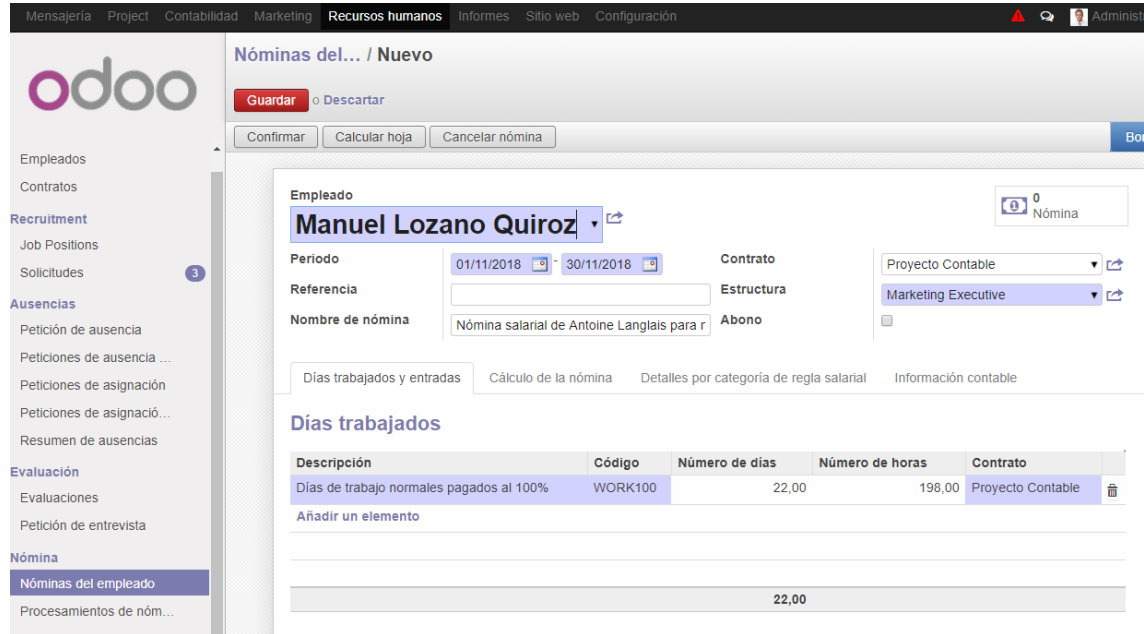 Mensajería Project Contabilidad Marketing Recursos humanos Informes Sitio web Configuración
odoo
Empleados
Contratos
Recruitment
Job Positions
Solicitudes 3
Ausencias
Petición de ausencia
Peticiones de ausencia ...
Peticiones de asignación
Peticiones de asignació...
Resumen de ausencias
Evaluación
Evaluaciones
Petición de entrevista
Nómina
Nóminas del empleado
Procesamientos de nóm...
Nóminas del... / Nuevo
Guardar o Descartar
Confirmar Calcular hoja Cancelar nómina
Empleado
Manuel Lozano Quiroz
0
Nómina
Periodo 01/11/2018 - 30/11/2018 Contrato Proyecto Contable
Referencia Estructura Marketing Executive
Nombre de nómina Nómina salarial de Antoine Langlais para Abono
Días trabajados y entradas Cálculo de la nómina Detalles por categoría de regla salarial Información contable
Días trabajados
Descripción Código Número de días Número de horas Contrato
Días de trabajo normales pagados al 100% WORK100 22,00 198,00 Proyecto Contable
Añadir un elemento
22,00